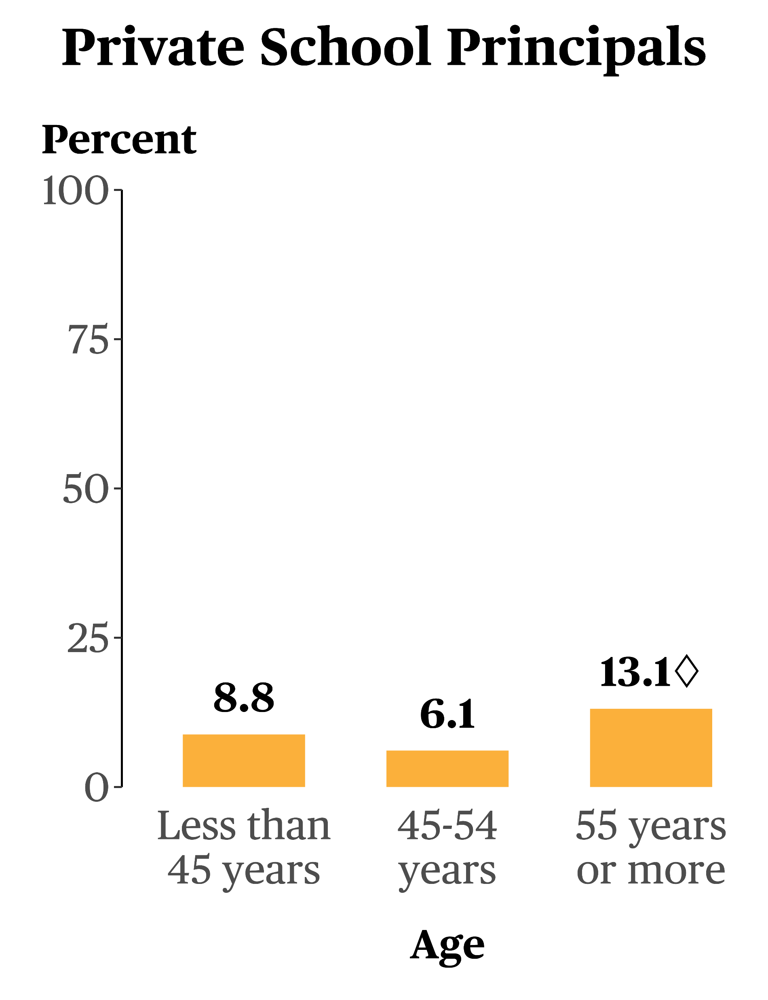 Private School Principals
Percent
100
75
50
25
0
8.8
6.1
13.1◊
Less than
45 years
45-54
years
55 years
or more
Age